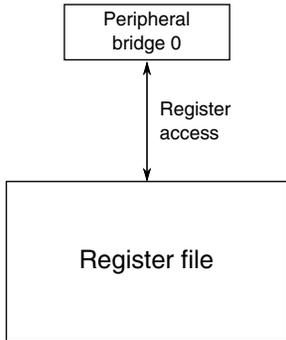 Peripheral
bridge 0
Register
access
Register file